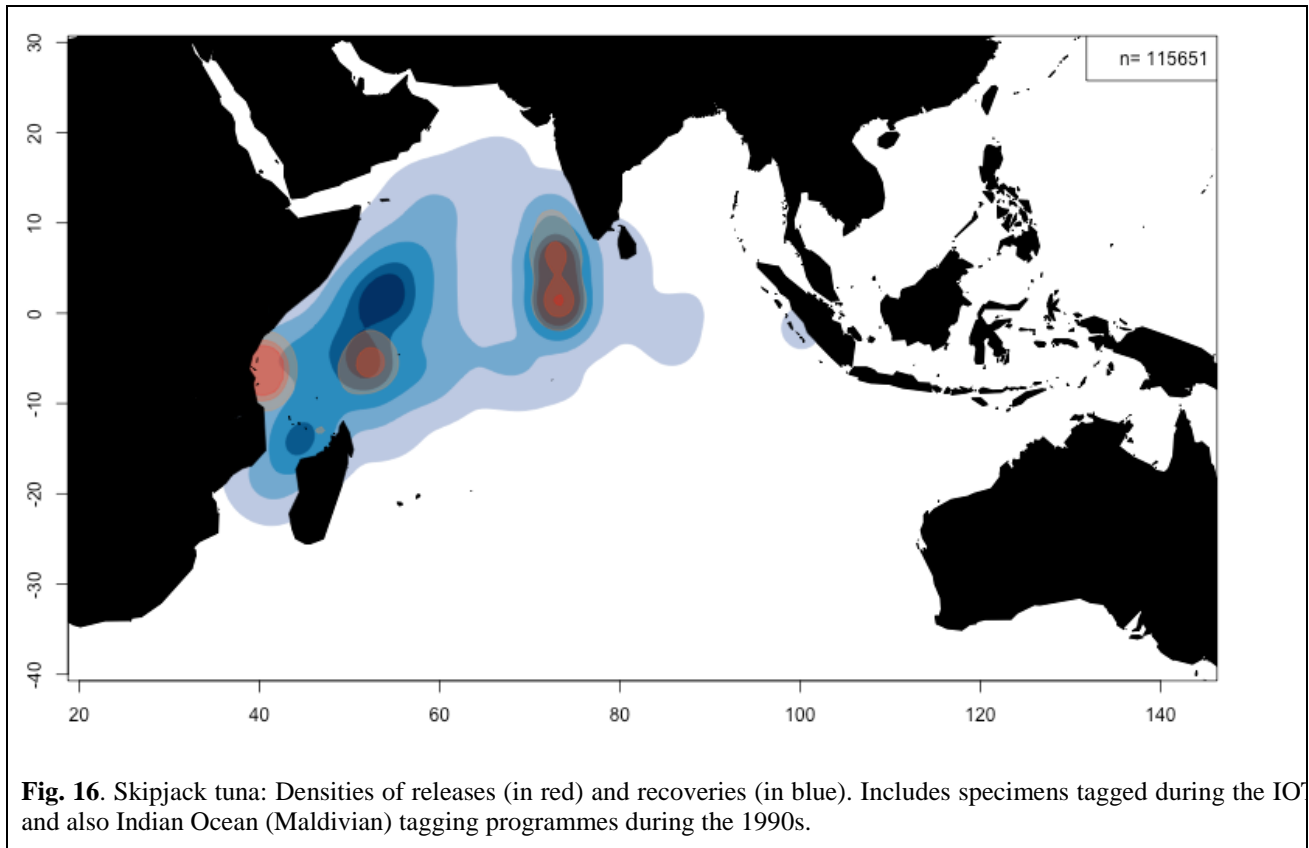 n= 115651
30
20
10
0
-10
-20
-30
-40
20 40 60 80 100 120 140
Fig. 16. Skipjack tuna: Densities of releases (in red) and recoveries (in blue). Includes specimens tagged during the
and also Indian Ocean (Maldivian) tagging programmes during the 1990s.